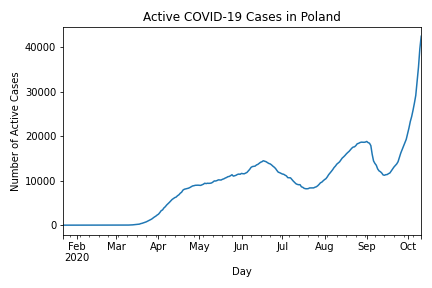 Active COVID-19 Cases in Poland
Number of Active Cases
40000
30000
20000
10000
0
Feb Mar Apr May Jun Jul Aug Sep Oct
2020
Day